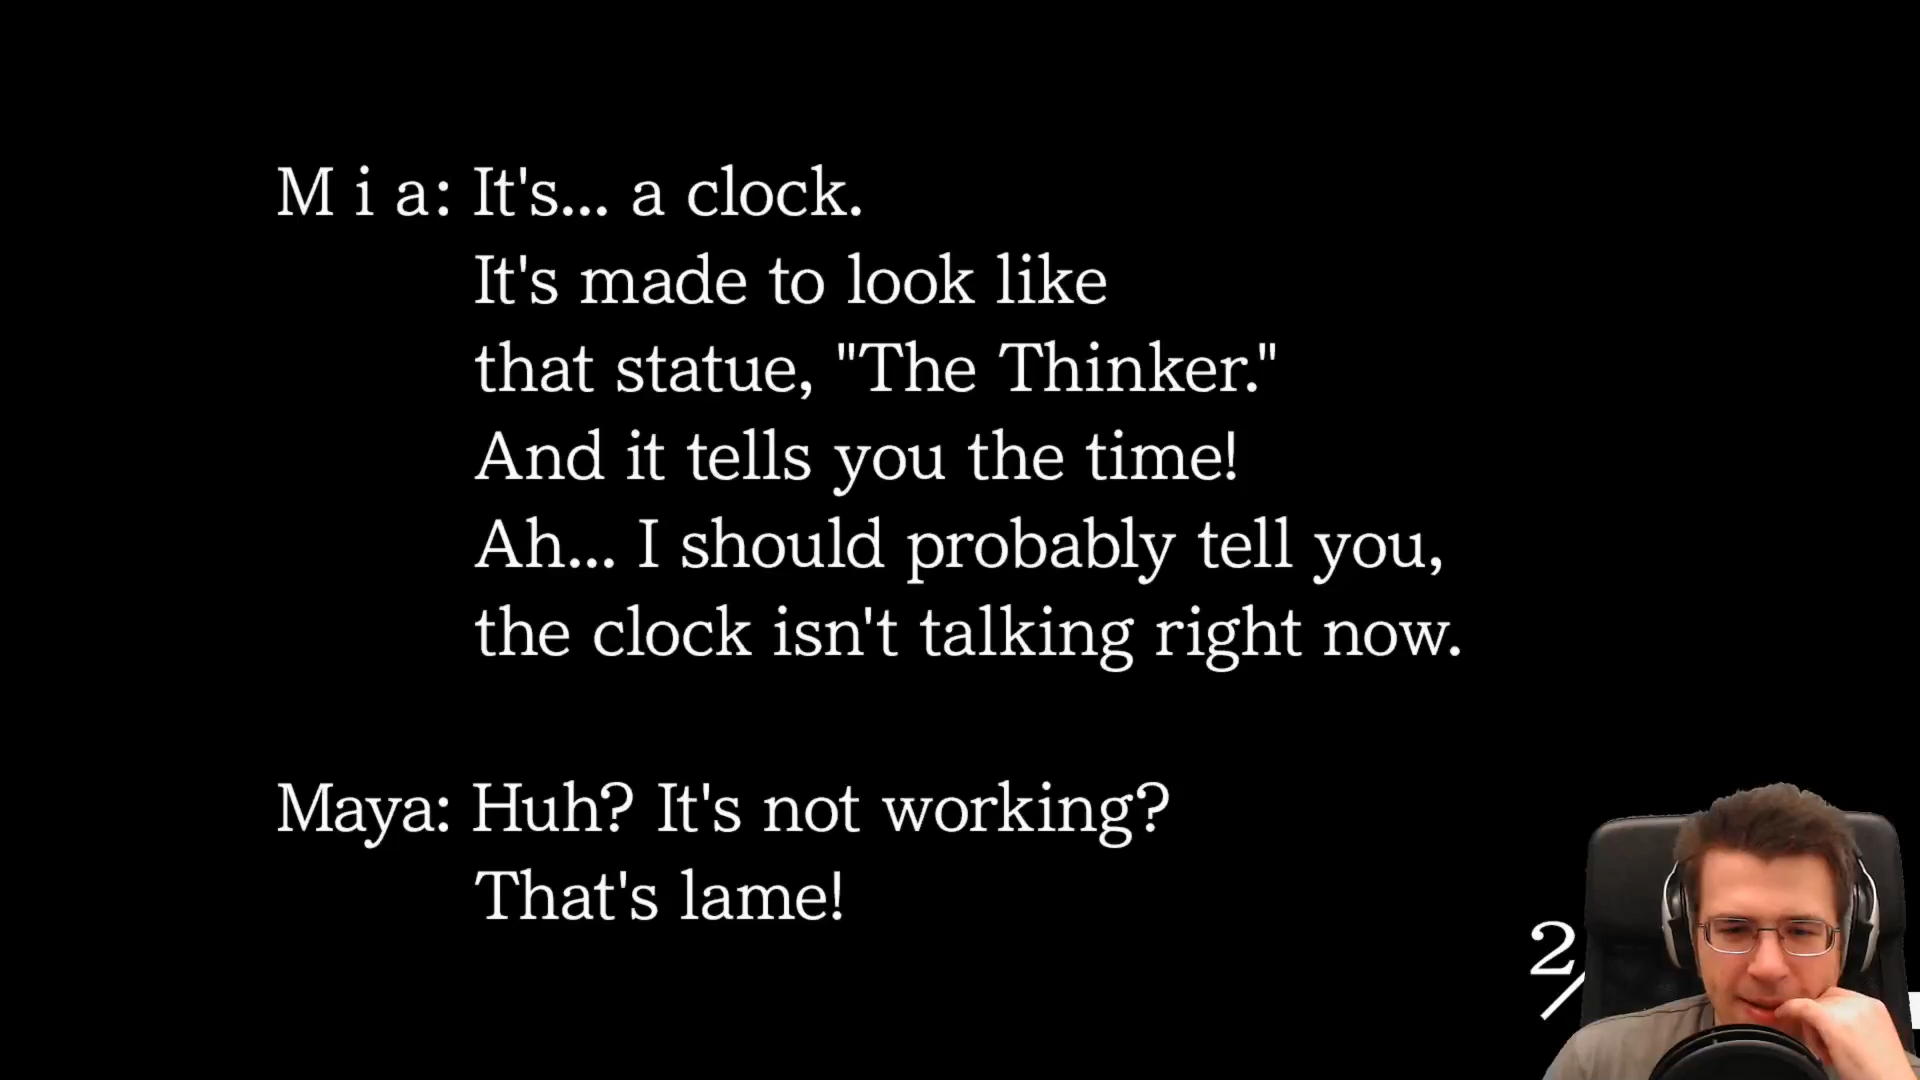 M i a: It's... a clock.
It's made to look like
that statue, "The Thinker."
And it tells you the time!
Ah... I should probably tell you,
the clock isn't talking right now.
Maya: Huh? It's not working?
That's lame!
2/